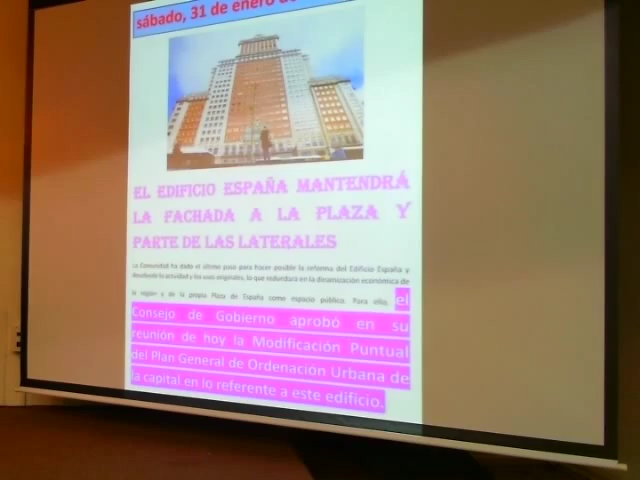 sábado, 31 de enero de
EL EDIFICIO ESPAÑA MANTENDRÁ
LA FACHADA A LA PLAZA Y
PARTE DE LAS LATERALES
La Comunidad ha dado el último paso para hacer posible la reforma del Edificio España y
devolverle la actividad y los usos originales, lo que redundará en la dinamización económica de
la región y de la propia Plaza de España como espacio público. Para ello, el
Consejo de Gobierno aprobó en su
reunión de hoy la Modificación Puntual
del Plan General de Ordenación Urbana de
la capital en lo referente a este edificio.